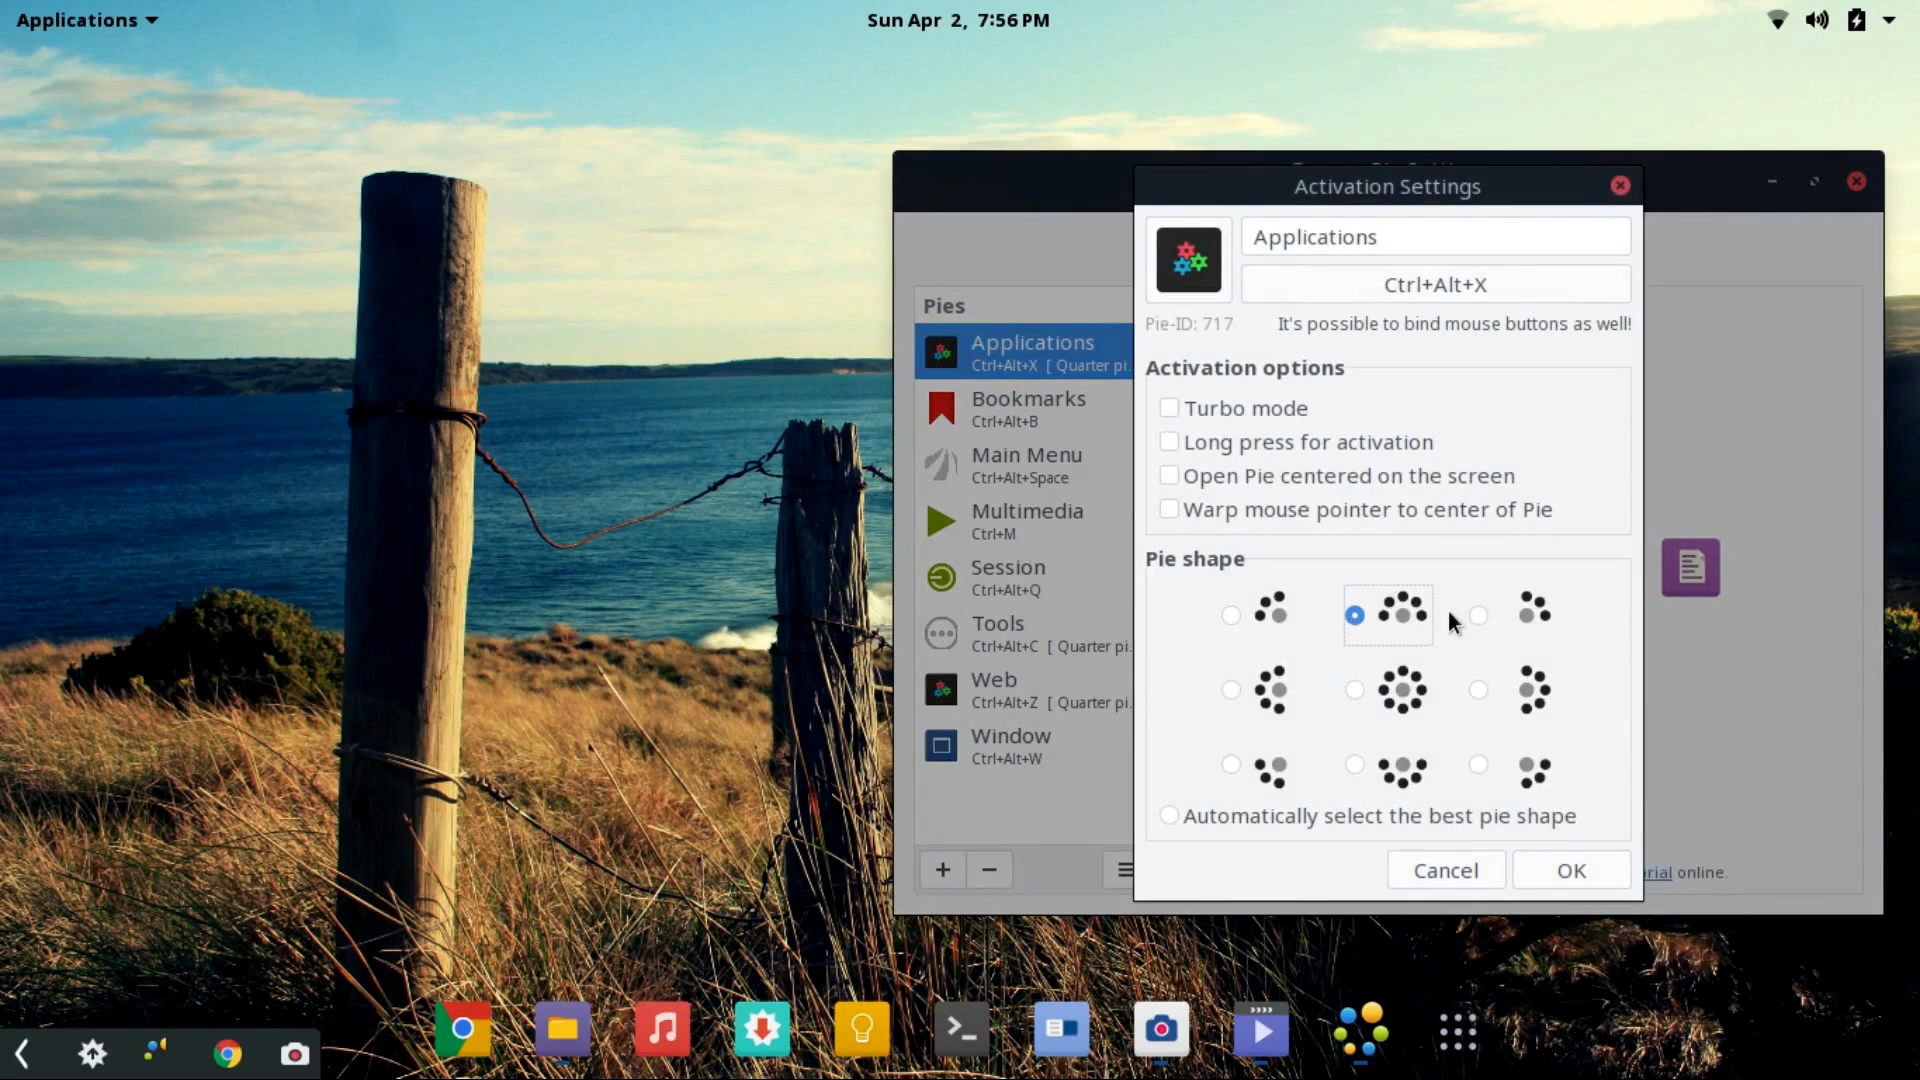 Applications
Sun Apr 2, 7:56 PM
Activation Settings
Applications
Ctrl+Alt+X
Pie-ID: 717
It's possible to bind mouse buttons as well!
Activation options
Turbo mode
Long press for activation
Open Pie centered on the screen
Warp mouse pointer to center of Pie
Pie shape
Automatically select the best pie shape
Cancel
OK
Pies
Applications
Ctrl+Alt+X [ Quarter pi...
Bookmarks
Ctrl+Alt+B
Main Menu
Ctrl+Alt+Space
Multimedia
Ctrl+M
Session
Ctrl+Alt+Q
Tools
Ctrl+Alt+C [ Quarter pi...
Web
Ctrl+Alt+Z [ Quarter pi...
Window
Ctrl+Alt+W
online.